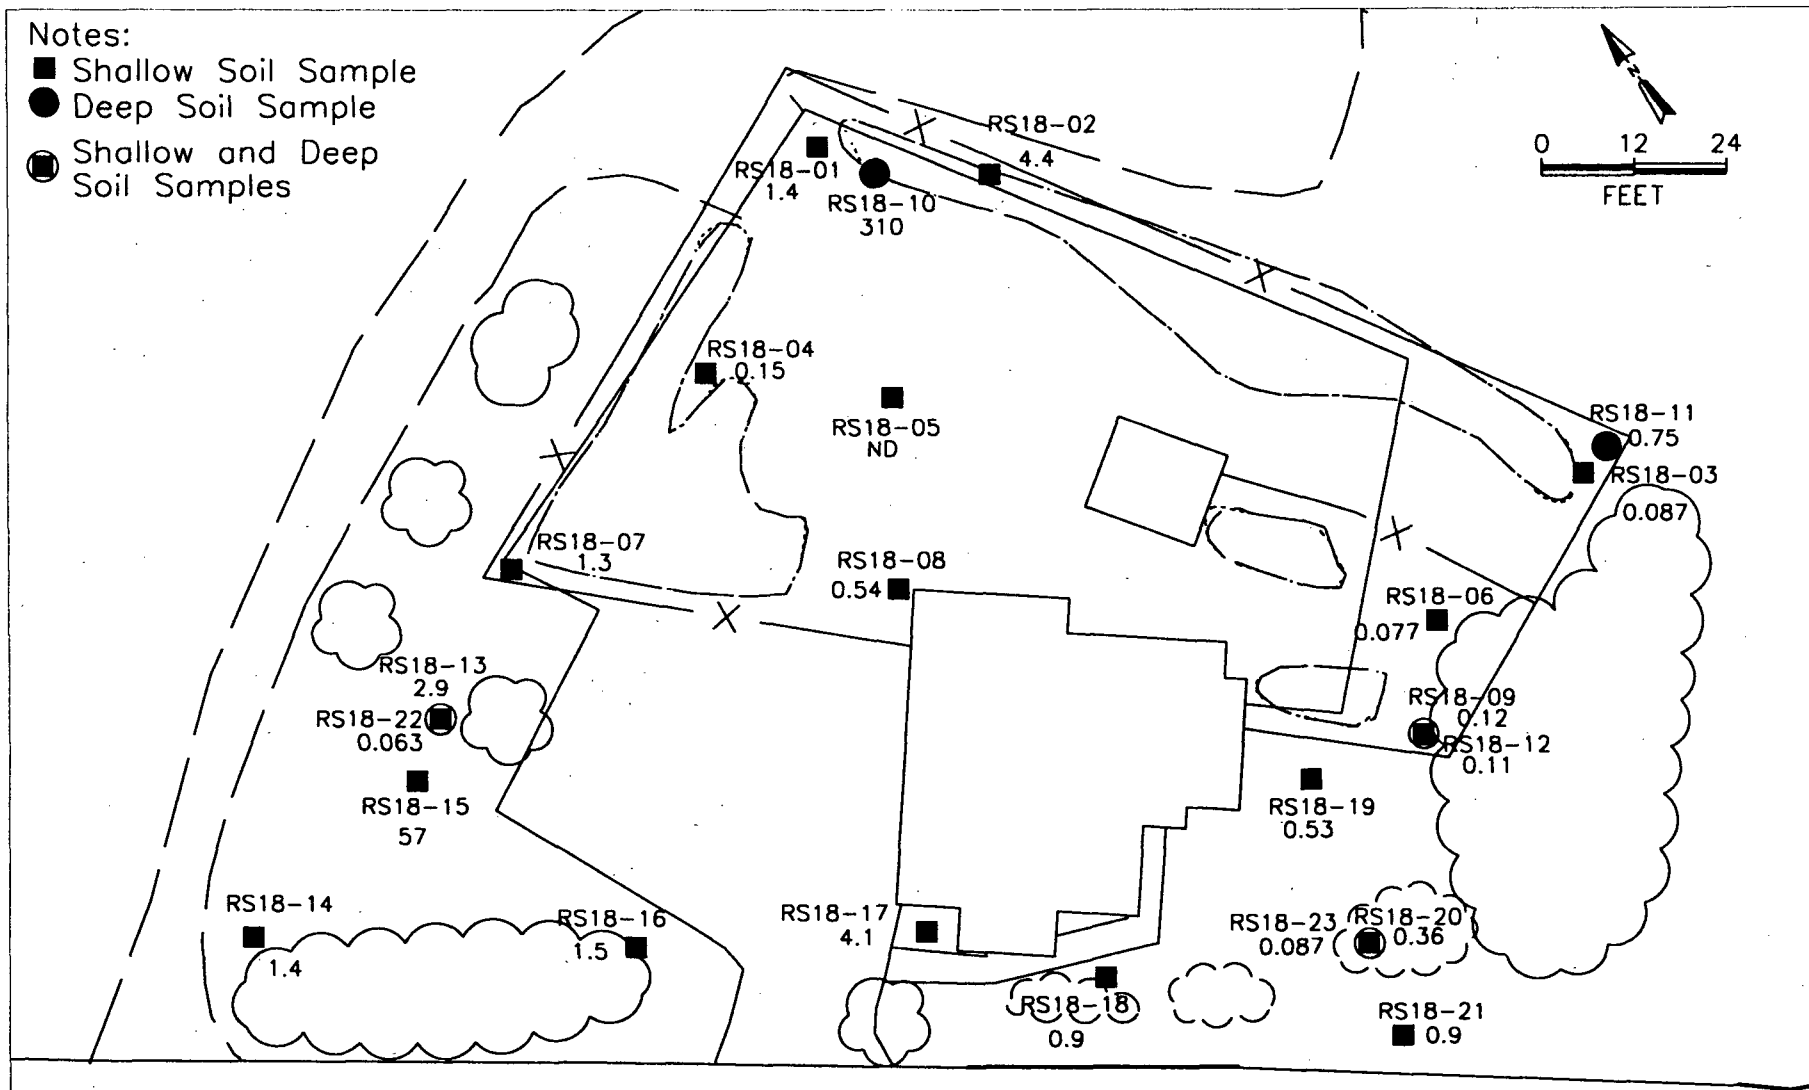 Notes:
Shallow Soil Sample
Deep Soil Sample
Shallow and Deep
Soil Samples
N
0 12 24
FEET
RS18-02
4.4
RS18-01
1.4
RS18-10
310
RS18-04
0.15
RS18-05
ND
RS18-11
0.75
RS18-03
0.087
RS18-07
1.3
RS18-08
0.54
RS18-06
0.077
RS18-13
2.9
RS18-22
0.063
RS18-09
0.12
RS18-12
0.11
RS18-15
57
RS18-19
0.53
RS18-14
1.4
RS18-16
1.5
RS18-17
4.1
RS18-23
0.087
RS18-20
0.36
RS18-18
0.9
RS18-21
0.9